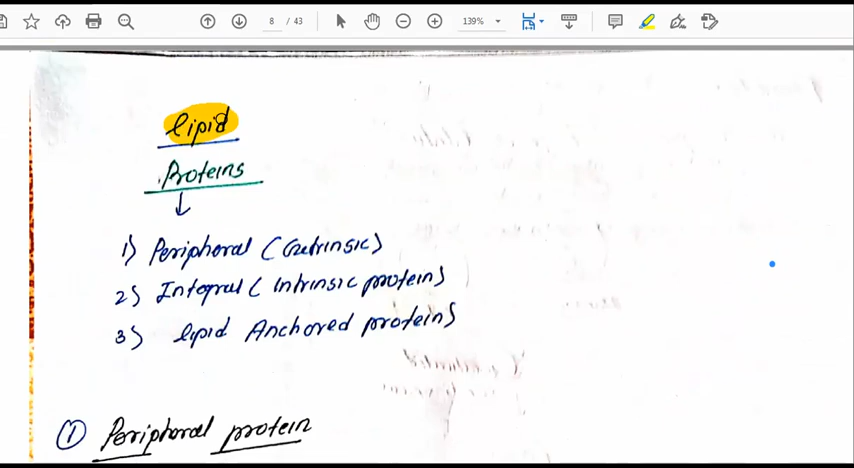 8 / 43
139%
lipid
Proteins
1) Peripheral (Extrinsic)
2) Integral (Intrinsic proteins)
3) lipid Anchored proteins
① Peripheral protein